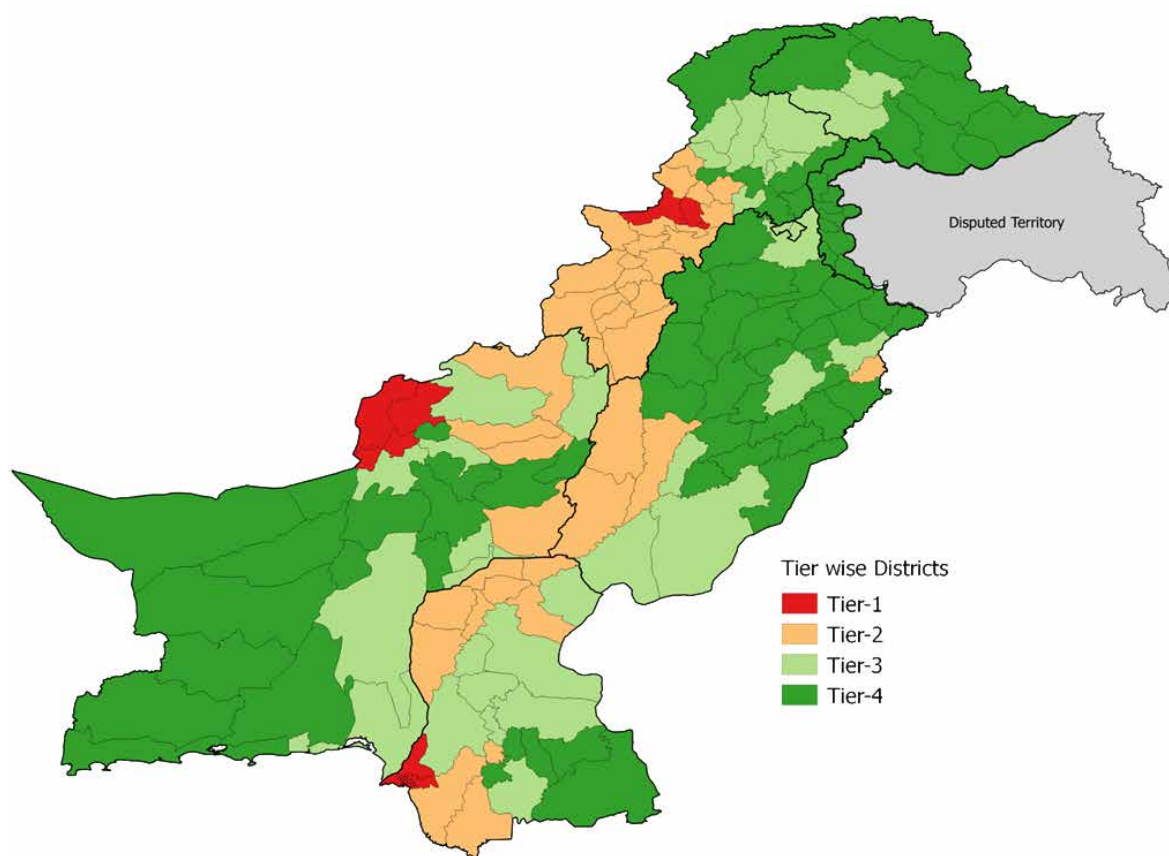 Disputed Territory
Tier wise Districts
Tier-1
Tier-2
Tier-3
Tier-4